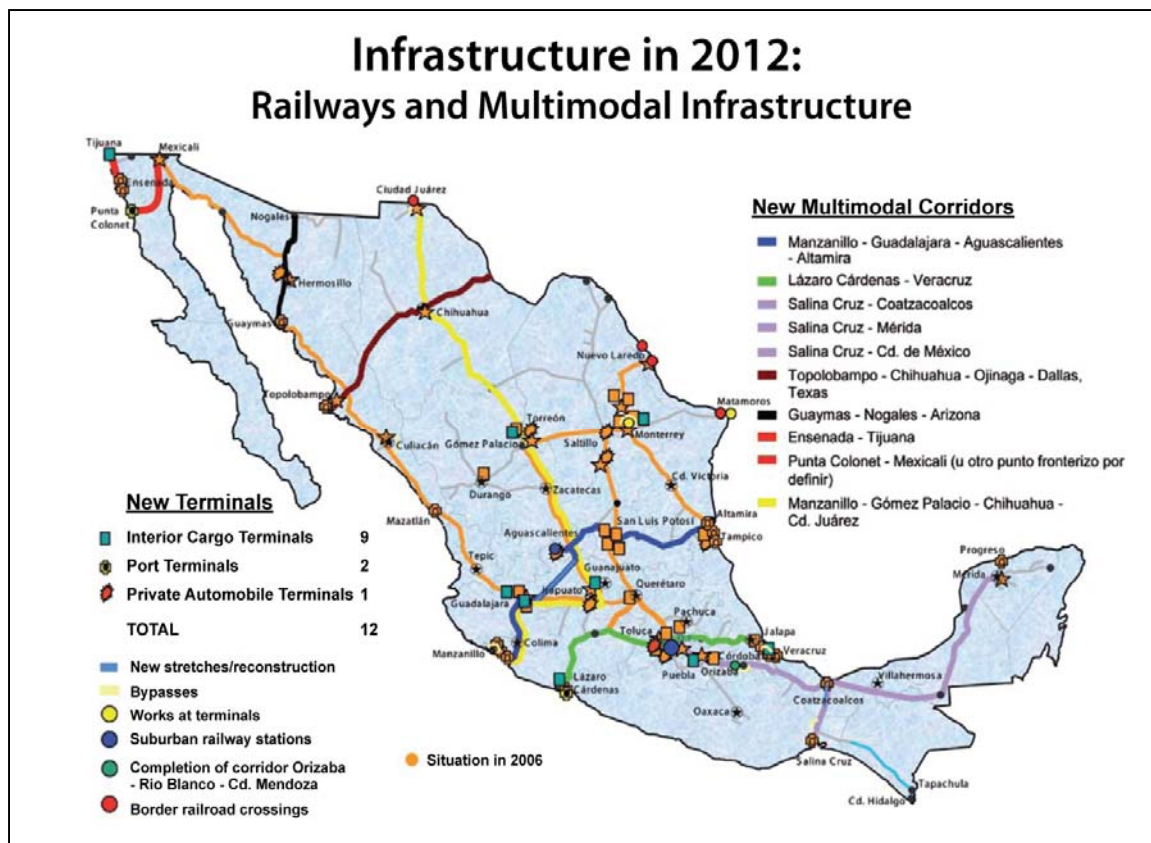 Infrastructure in 2012:
Railways and Multimodal Infrastructure
Tijuana
Mexicali
Ensenada
Punta
Colonet
Nogales
Ciudad Juárez
Hermosillo
Guaymas
Chihuahua
Topolobampo
Culiacán
Nuevo Laredo
Matamoros
Torreón
Gómez Palacio
Saltillo
Monterrey
Durango
Zacatecas
Cd. Victoria
Mazatlán
Aguascalientes
San Luis Potosí
Altamira
Tampico
Tepic
Guanajuato
Guadalajara
Irapuato
Querétaro
Pachuca
Colima
Toluca
Jalapa
Manzanillo
Veracruz
Córdoba
Lázaro
Cárdenas
Puebla
Orizaba
Oaxaca
Coatzacoalcos
Villahermosa
Progreso
Mérida
Salina Cruz
Tapachula
Cd. Hidalgo
New Multimodal Corridors
Manzanillo - Guadalajara - Aguascalientes
- Altamira
Lázaro Cárdenas - Veracruz
Salina Cruz - Coatzacoalcos
Salina Cruz - Mérida
Salina Cruz - Cd. de México
Topolobampo - Chihuahua - Ojinaga - Dallas,
Texas
Guaymas - Nogales - Arizona
Ensenada - Tijuana
Punta Colonet - Mexicali (u otro punto fronterizo por
definir)
Manzanillo - Gómez Palacio - Chihuahua -
Cd. Juárez
New Terminals
Interior Cargo Terminals 9
Port Terminals 2
Private Automobile Terminals 1
TOTAL 12
New stretches/reconstruction
Bypasses
Works at terminals
Suburban railway stations
Completion of corridor Orizaba
- Rio Blanco - Cd. Mendoza
Border railroad crossings
Situation in 2006